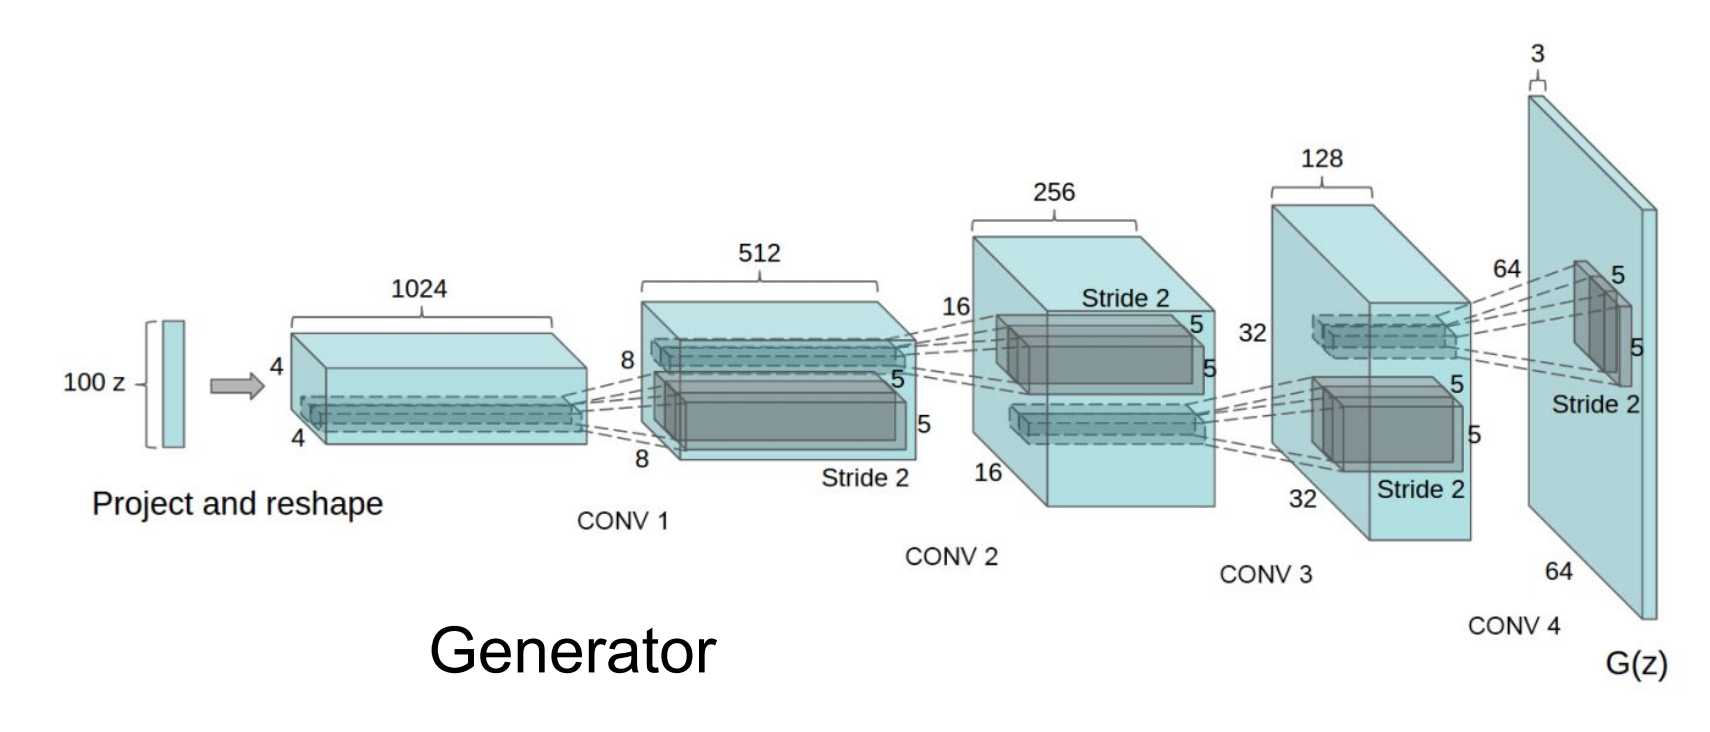 100 z
Project and reshape
1024
4
4
512
8
8
5
5
Stride 2
CONV 1
256
16
16
Stride 2
5
5
CONV 2
128
32
32
5
5
Stride 2
CONV 3
3
64
64
5
5
Stride 2
CONV 4
G(z)
Generator